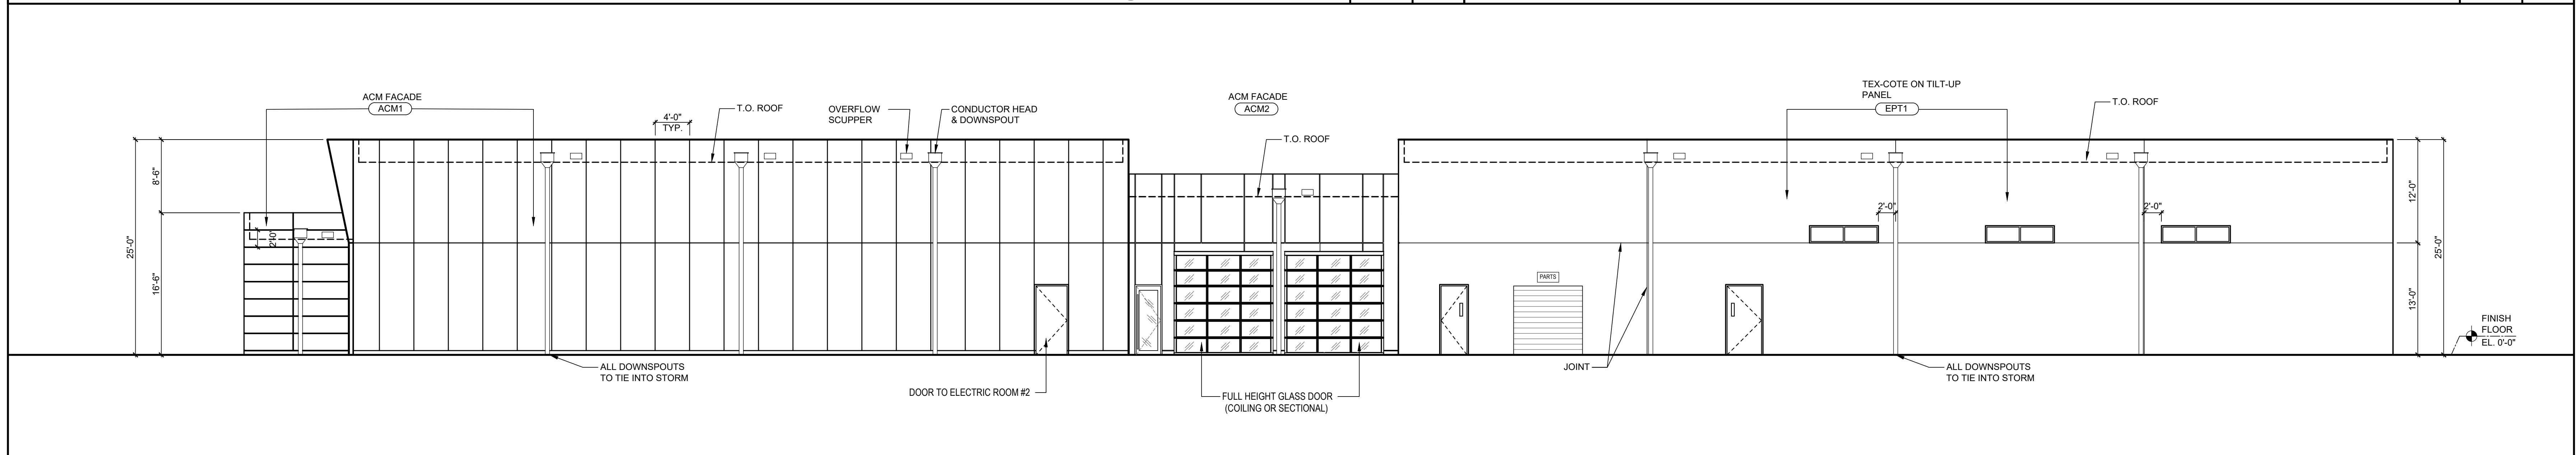 ACM FACADE
ACM1
4'-0"
TYP.
T.O. ROOF
OVERFLOW
SCUPPER
CONDUCTOR HEAD
& DOWNSPOUT
ACM FACADE
ACM2
T.O. ROOF
TEX-COTE ON TILT-UP
PANEL
EPT1
T.O. ROOF
25'-0"
8'-6"
16'-6"
2'-0"
2'-0"
2'-0"
12'-0"
13'-0"
25'-0"
PARTS
FINISH
FLOOR
EL. 0'-0"
ALL DOWNSPOUTS
TO TIE INTO STORM
DOOR TO ELECTRIC ROOM #2
FULL HEIGHT GLASS DOOR
(COILING OR SECTIONAL)
JOINT
ALL DOWNSPOUTS
TO TIE INTO STORM